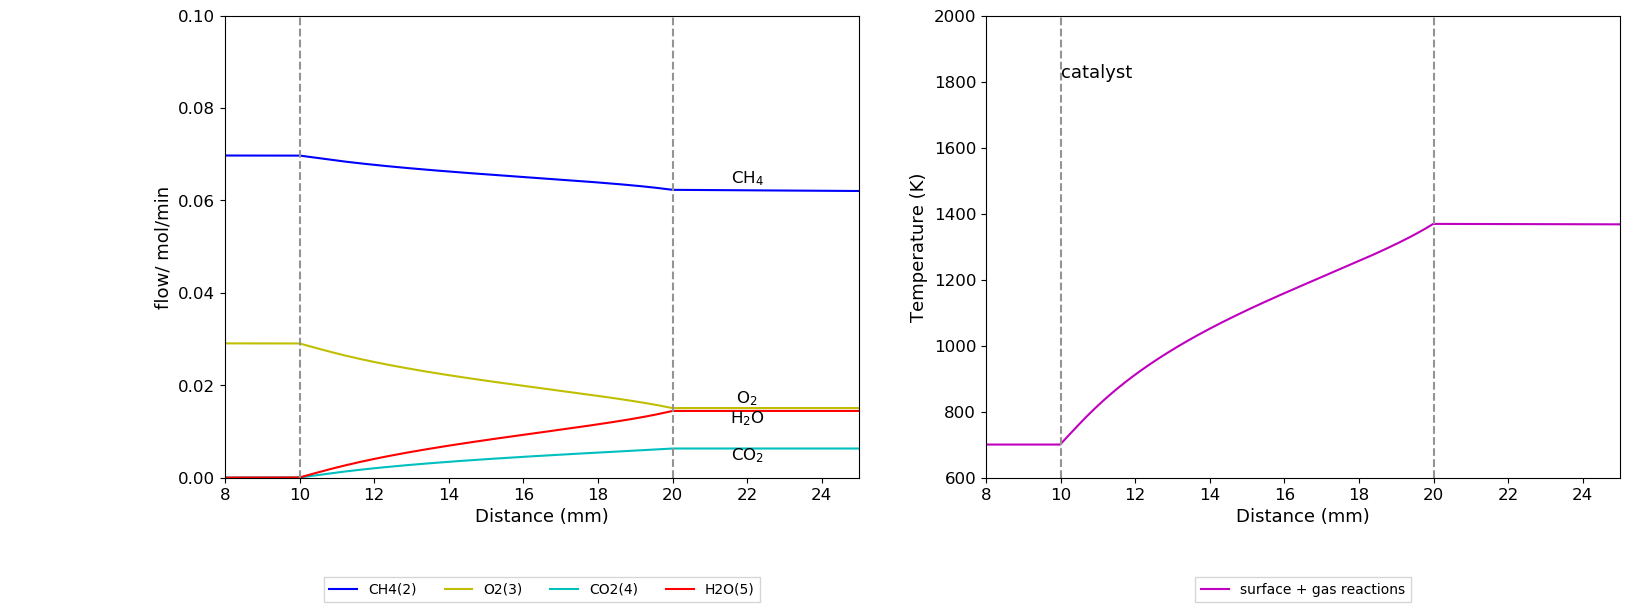 0.10
0.08
0.06
0.04
0.02
0.00
flow/ mol/min
CH₄
O₂
H₂O
CO₂
8 10 12 14 16 18 20 22 24
Distance (mm)
CH4(2) O2(3) CO2(4) H2O(5)
2000
1800
1600
1400
1200
1000
800
600
Temperature (K)
catalyst
8 10 12 14 16 18 20 22 24
Distance (mm)
surface + gas reactions